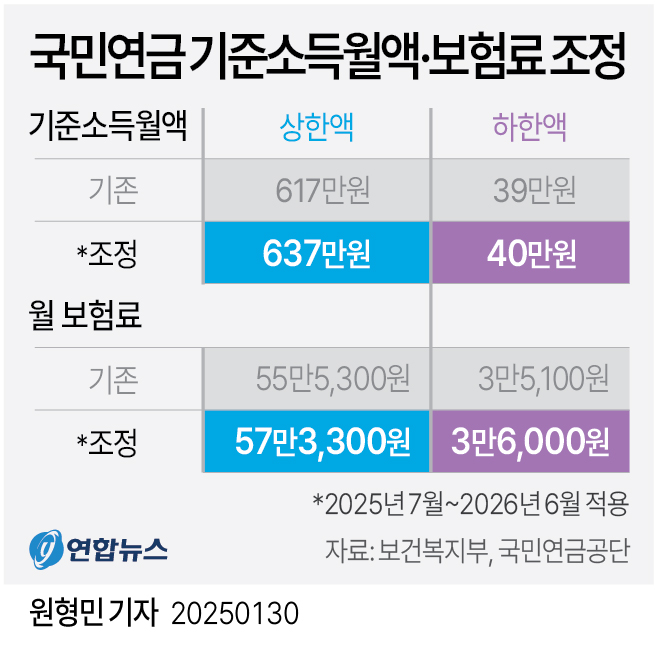 국민연금 기준소득월액·보험료 조정
기준소득월액 상한액 하한액
기존 617만원 39만원
*조정 637만원 40만원
월 보험료
기존 55만5,300원 3만5,100원
*조정 57만3,300원 3만6,000원
*2025년 7월~2026년 6월 적용
y 연합뉴스 자료: 보건복지부, 국민연금공단
원형민 기자 20250130